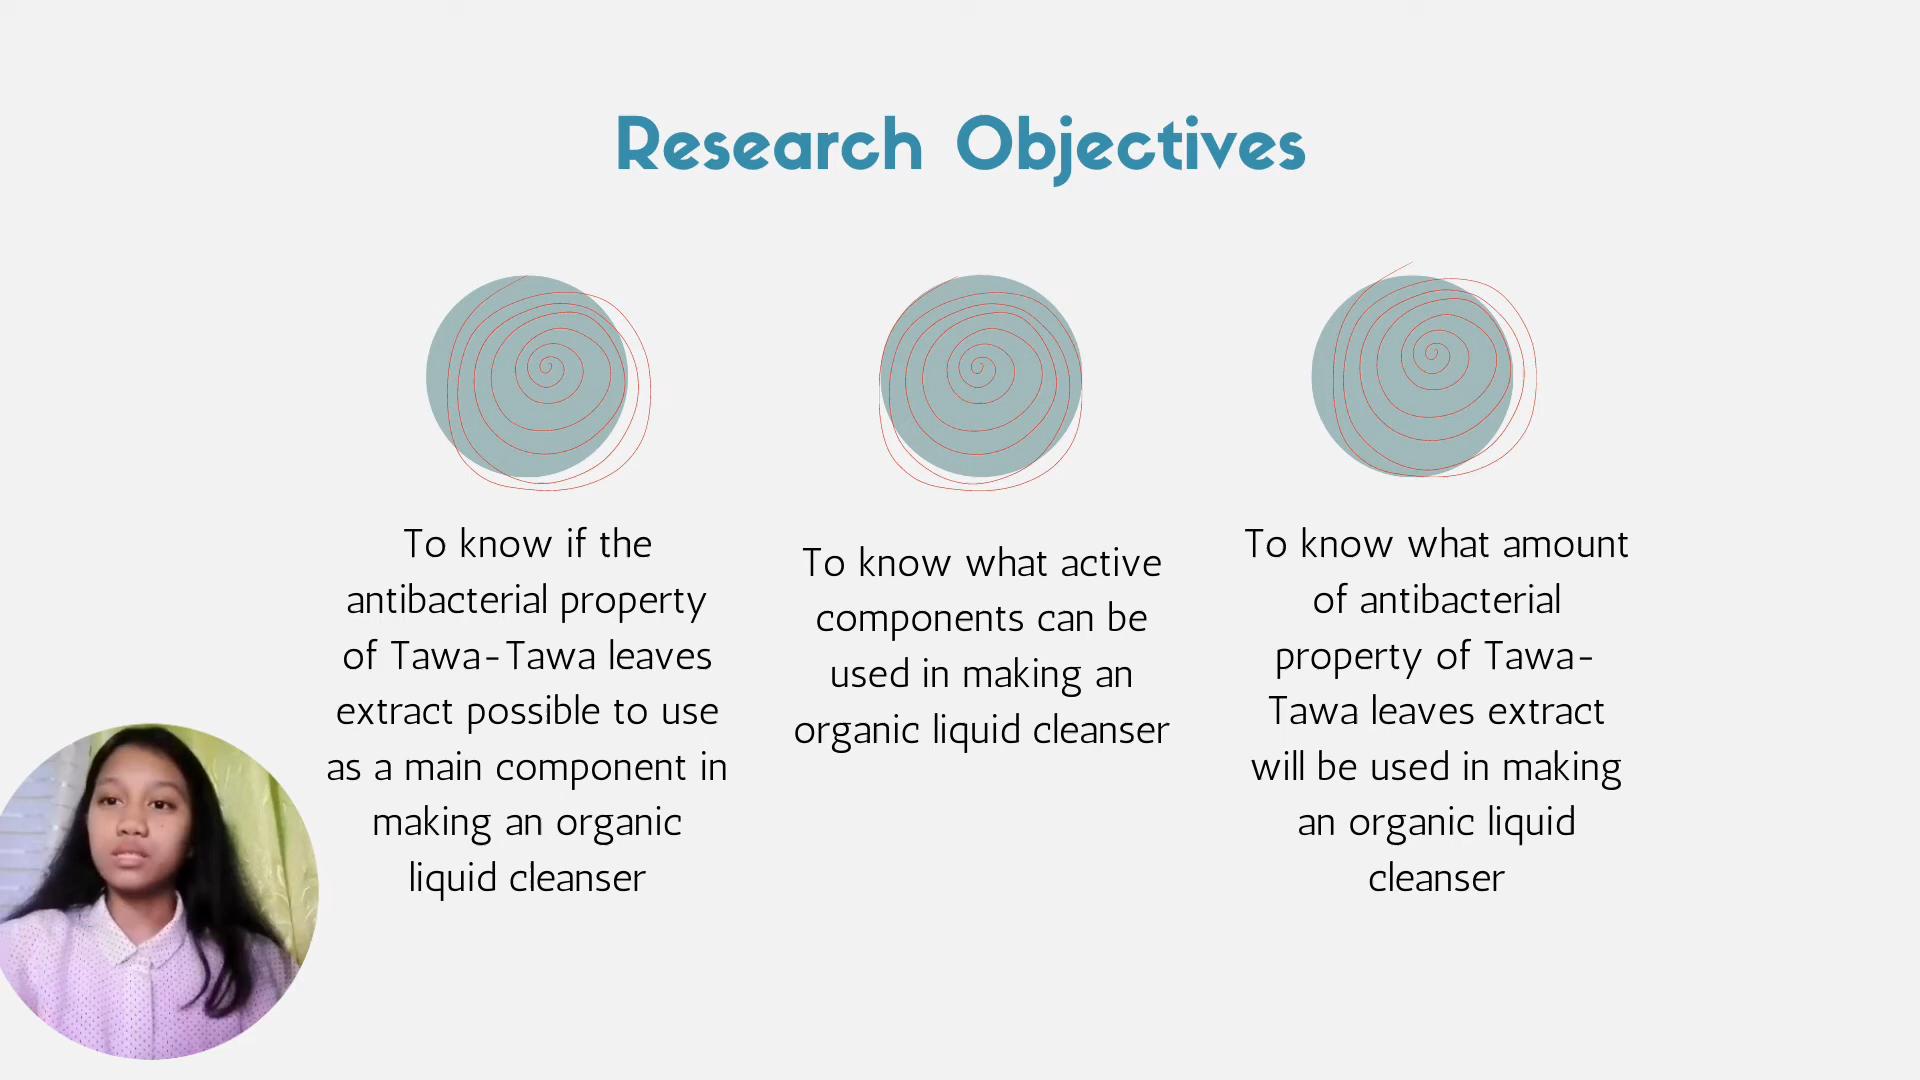 Research Objectives
To know if the
antibacterial property
of Tawa-Tawa leaves
extract possible to use
as a main component in
making an organic
liquid cleanser
To know what active
components can be
used in making an
organic liquid cleanser
To know what amount
of antibacterial
property of Tawa-
Tawa leaves extract
will be used in making
an organic liquid
cleanser